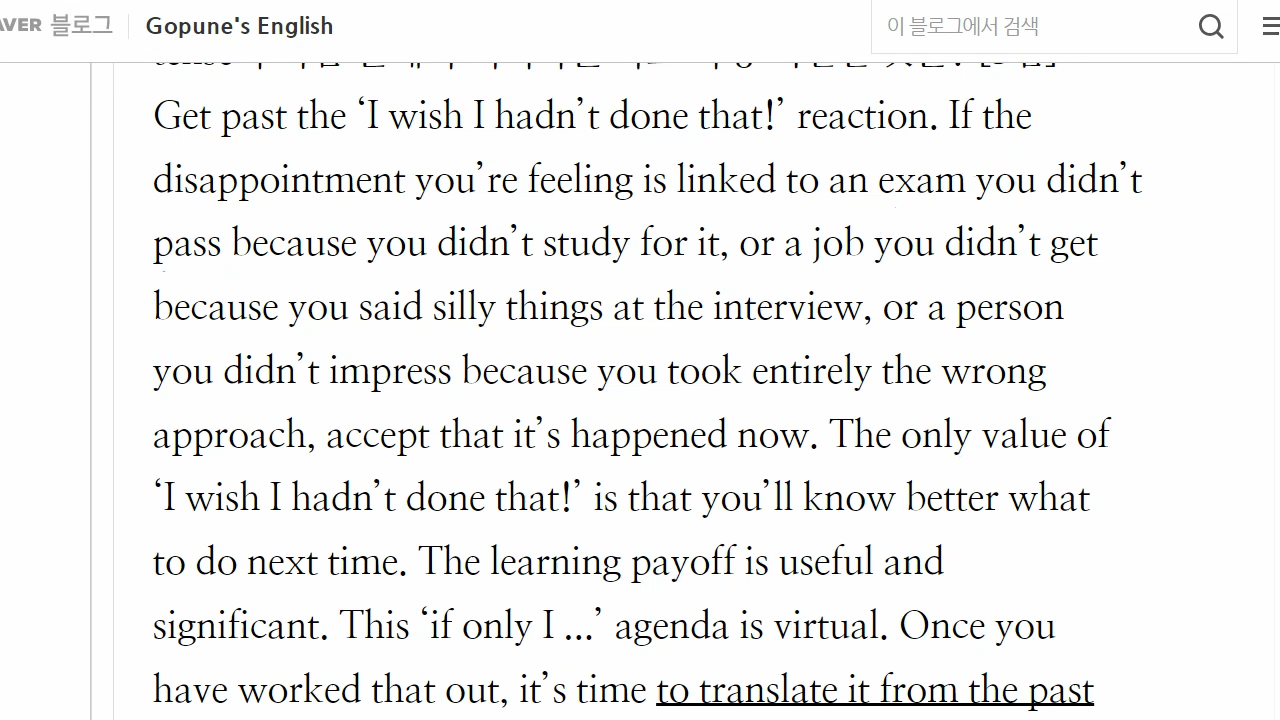 AVER 블로그 Gopune's English 이 블로그에서 검색
Get past the ‘I wish I hadn’t done that!’ reaction. If the
disappointment you’re feeling is linked to an exam you didn’t
pass because you didn’t study for it, or a job you didn’t get
because you said silly things at the interview, or a person
you didn’t impress because you took entirely the wrong
approach, accept that it’s happened now. The only value of
‘I wish I hadn’t done that!’ is that you’ll know better what
to do next time. The learning payoff is useful and
significant. This ‘if only I ...’ agenda is virtual. Once you
have worked that out, it’s time to translate it from the past